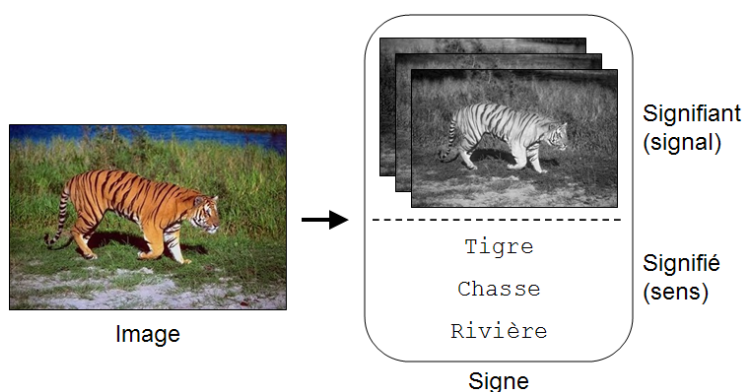 Signifiant
(signal)
Tigre
Chasse
Rivière
Signifié
(sens)
Image
Signe